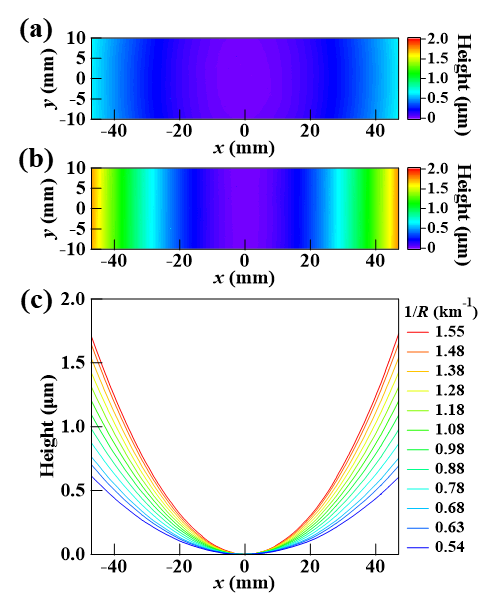 (a)
10
5
0
-5
-10
y (mm)
-40 -20 0 20 40
x (mm)
2.0
1.5
1.0
0.5
0
Height (µm)
(b)
10
5
0
-5
-10
y (mm)
-40 -20 0 20 40
x (mm)
2.0
1.5
1.0
0.5
0
Height (µm)
(c)
2.0
1.5
1.0
0.5
0.0
Height (µm)
-40 -20 0 20 40
x (mm)
1/R (km⁻¹)
1.55
1.48
1.38
1.28
1.18
1.08
0.98
0.88
0.78
0.68
0.63
0.54